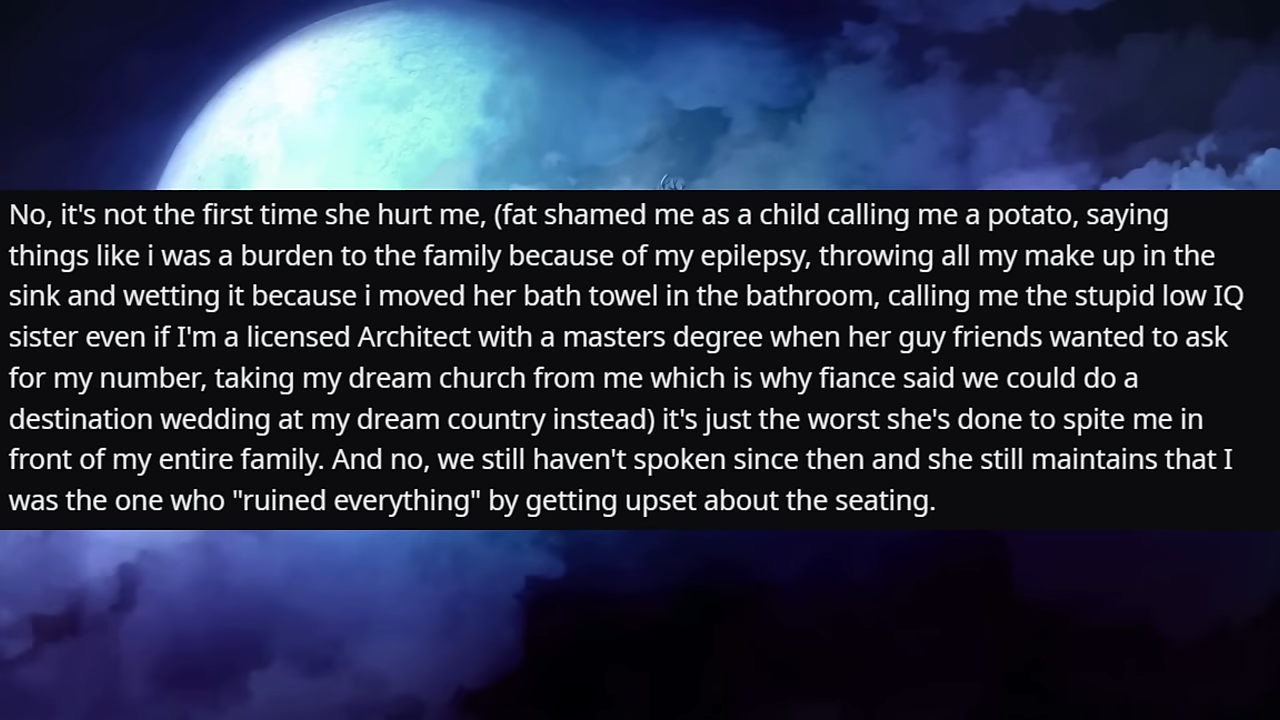 No, it's not the first time she hurt me, (fat shamed me as a child calling me a potato, saying
things like i was a burden to the family because of my epilepsy, throwing all my make up in the
sink and wetting it because i moved her bath towel in the bathroom, calling me the stupid low IQ
sister even if I'm a licensed Architect with a masters degree when her guy friends wanted to ask
for my number, taking my dream church from me which is why fiance said we could do a
destination wedding at my dream country instead) it's just the worst she's done to spite me in
front of my entire family. And no, we still haven't spoken since then and she still maintains that I
was the one who "ruined everything" by getting upset about the seating.